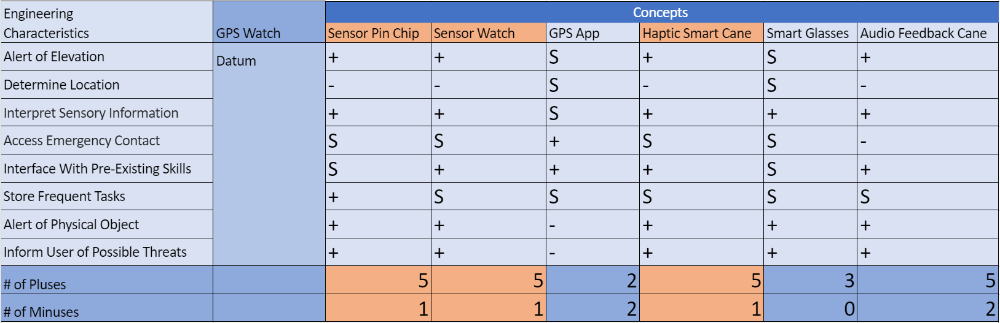 Engineering Characteristics GPS Watch Concepts
Sensor Pin Chip Sensor Watch GPS App Haptic Smart Cane Smart Glasses Audio Feedback Cane
Alert of Elevation Datum + + S + S +
Determine Location - - S - S -
Interpret Sensory Information + + S + + +
Access Emergency Contact S S + S S -
Interface With Pre-Existing Skills S + + + S +
Store Frequent Tasks + S S S S S
Alert of Physical Object + + - + + +
Inform User of Possible Threats + + - + + +
# of Pluses 5 5 2 5 3 5
# of Minuses 1 1 2 1 0 2